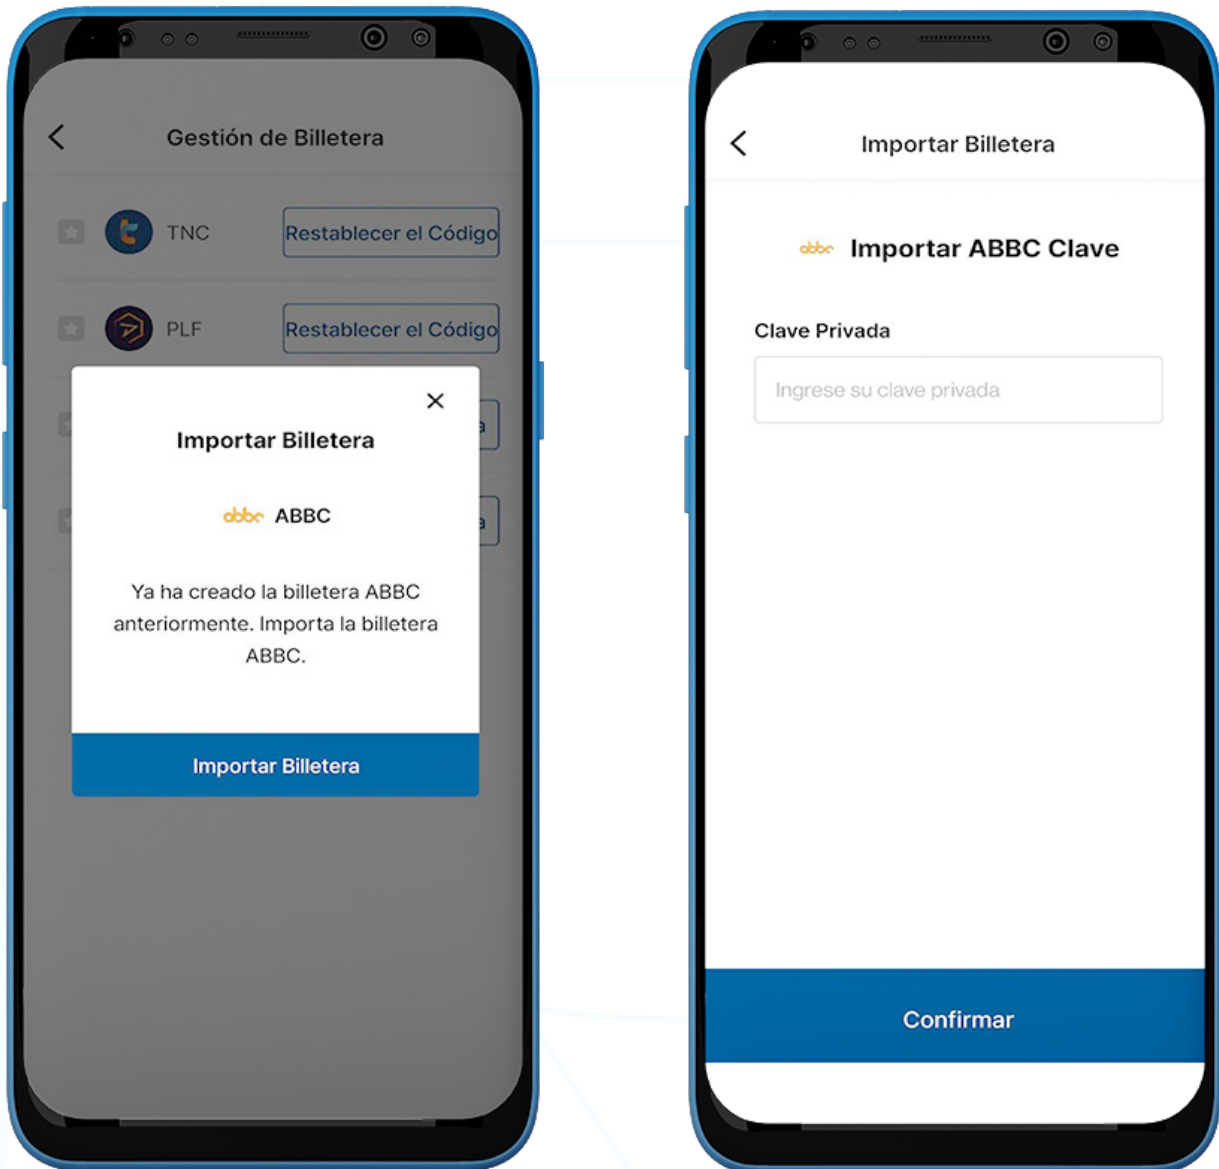 Gestión de Billetera
TNC
Restablecer el Código
PLF
Restablecer el Código
a
Importar Billetera
abbc ABBC
a
Ya ha creado la billetera ABBC
anteriormente. Importa la billetera
ABBC.
Importar Billetera
Importar Billetera
abbc Importar ABBC Clave
Clave Privada
Ingrese su clave privada
Confirmar